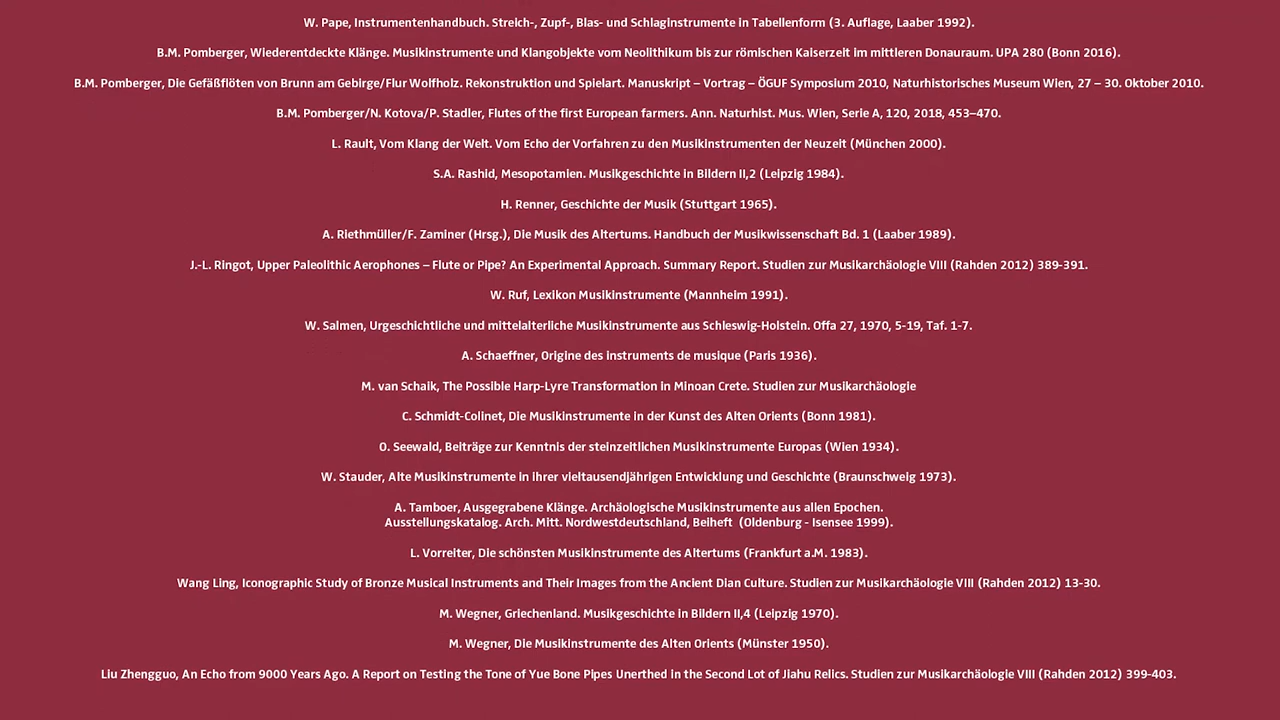 W. Pape, Instrumentenhandbuch. Streich-, Zupf-, Blas- und Schlaginstrumente in Tabellenform (3. Auflage, Laaber 1992).
B.M. Pomberger, Wiederentdeckte Klänge. Musikinstrumente und Klangobjekte vom Neolithikum bis zur römischen Kaiserzeit im mittleren Donauraum. UPA 280 (Bonn 2016).
B.M. Pomberger, Die Gefäßflöten von Brunn am Gebirge/Flur Wolfholz. Rekonstruktion und Spielart. Manuskript – Vortrag – ÖGUF Symposium 2010, Naturhistorisches Museum Wien, 27 – 30. Oktober 2010.
B.M. Pomberger/N. Kotova/P. Stadler, Flutes of the first European farmers. Ann. Naturhist. Mus. Wien, Serie A, 120, 2018, 453–470.
L. Rault, Vom Klang der Welt. Vom Echo der Vorfahren zu den Musikinstrumenten der Neuzeit (München 2000).
S.A. Rashid, Mesopotamien. Musikgeschichte in Bildern II,2 (Leipzig 1984).
H. Renner, Geschichte der Musik (Stuttgart 1965).
A. Riethmüller/F. Zaminer (Hrsg.), Die Musik des Altertums. Handbuch der Musikwissenschaft Bd. 1 (Laaber 1989).
J.-L. Ringot, Upper Paleolithic Aerophones – Flute or Pipe? An Experimental Approach. Summary Report. Studien zur Musikarchäologie VIII (Rahden 2012) 389-391.
W. Ruf, Lexikon Musikinstrumente (Mannheim 1991).
W. Salmen, Urgeschichtliche und mittelalterliche Musikinstrumente aus Schleswig-Holstein. Offa 27, 1970, 5-19, Taf. 1-7.
A. Schaeffner, Origine des instruments de musique (Paris 1936).
M. van Schaik, The Possible Harp-Lyre Transformation in Minoan Crete. Studien zur Musikarchäologie
C. Schmidt-Colinet, Die Musikinstrumente in der Kunst des Alten Orients (Bonn 1981).
O. Seewald, Beiträge zur Kenntnis der steinzeitlichen Musikinstrumente Europas (Wien 1934).
W. Stauder, Alte Musikinstrumente in ihrer vieltausendjährigen Entwicklung und Geschichte (Braunschweig 1973).
A. Tamboer, Ausgegrabene Klänge. Archäologische Musikinstrumente aus allen Epochen.
Ausstellungskatalog. Arch. Mitt. Nordwestdeutschland, Beiheft (Oldenburg - Isensee 1999).
L. Vorreiter, Die schönsten Musikinstrumente des Altertums (Frankfurt a.M. 1983).
Wang Ling, Iconographic Study of Bronze Musical Instruments and Their Images from the Ancient Dian Culture. Studien zur Musikarchäologie VIII (Rahden 2012) 13-30.
M. Wegner, Griechenland. Musikgeschichte in Bildern II,4 (Leipzig 1970).
M. Wegner, Die Musikinstrumente des Alten Orients (Münster 1950).
Liu Zhengguo, An Echo from 9000 Years Ago. A Report on Testing the Tone of Yue Bone Pipes Unerthed in the Second Lot of Jiahu Relics. Studien zur Musikarchäologie VIII (Rahden 2012) 399-403.